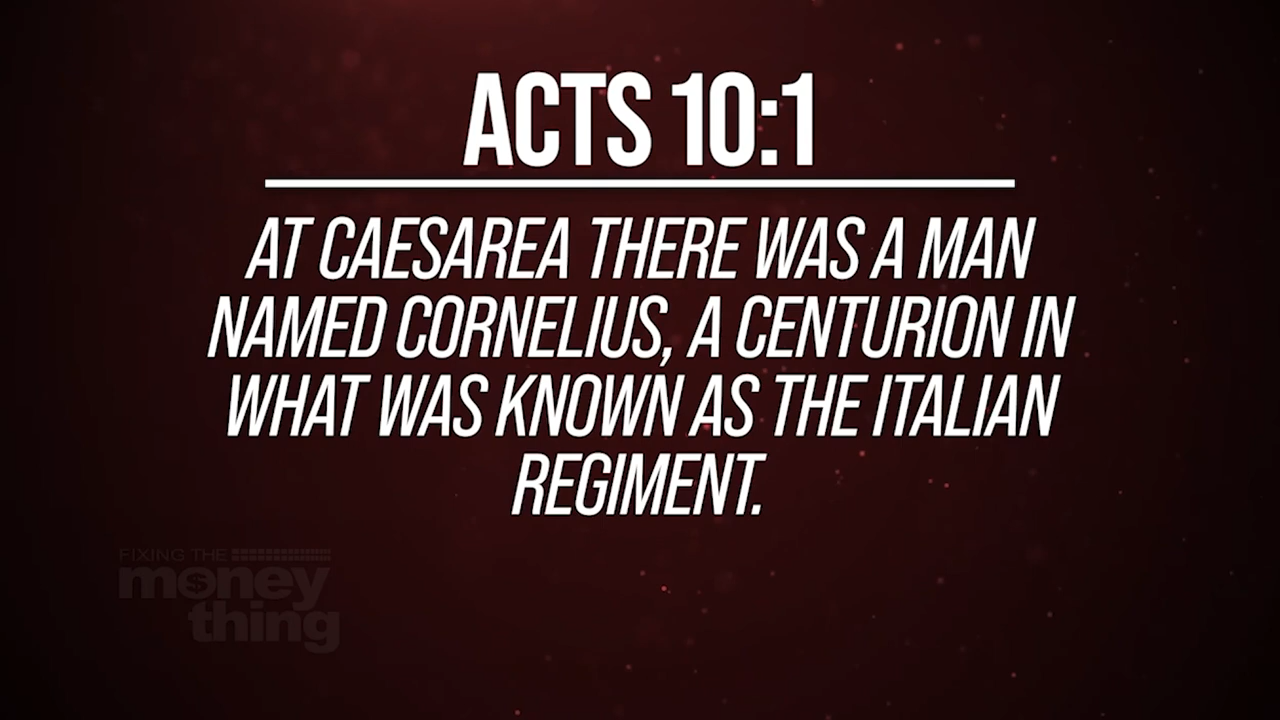 ACTS 10:1
AT CAESAREA THERE WAS A MAN
NAMED CORNELIUS, A CENTURION IN
WHAT WAS KNOWN AS THE ITALIAN
REGIMENT.
FIXING THE
money
thing